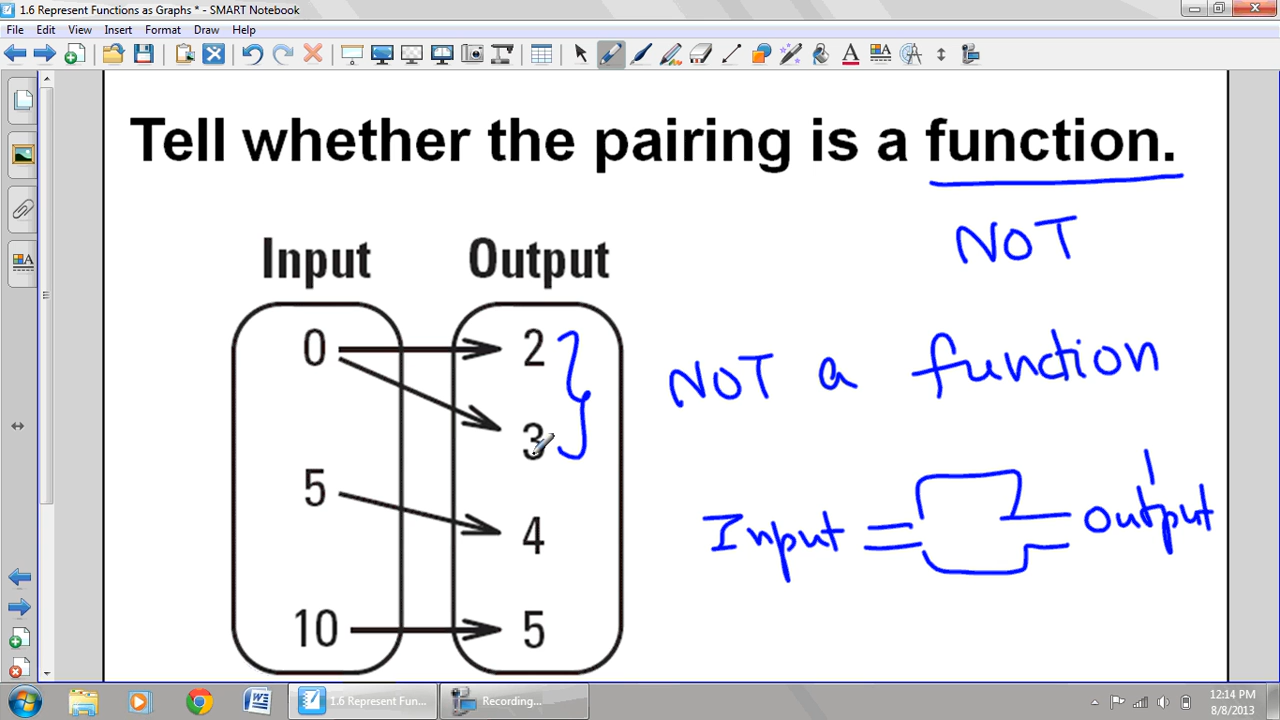 1.6 Represent Functions as Graphs * - SMART Notebook
File Edit View Insert Format Draw Help
Tell whether the pairing is a function.
NOT
Input Output
0 2
NOT a function
3
5 4
1
Input Output
10 5
1.6 Represent Fun... Recording...
12:14 PM
8/8/2013